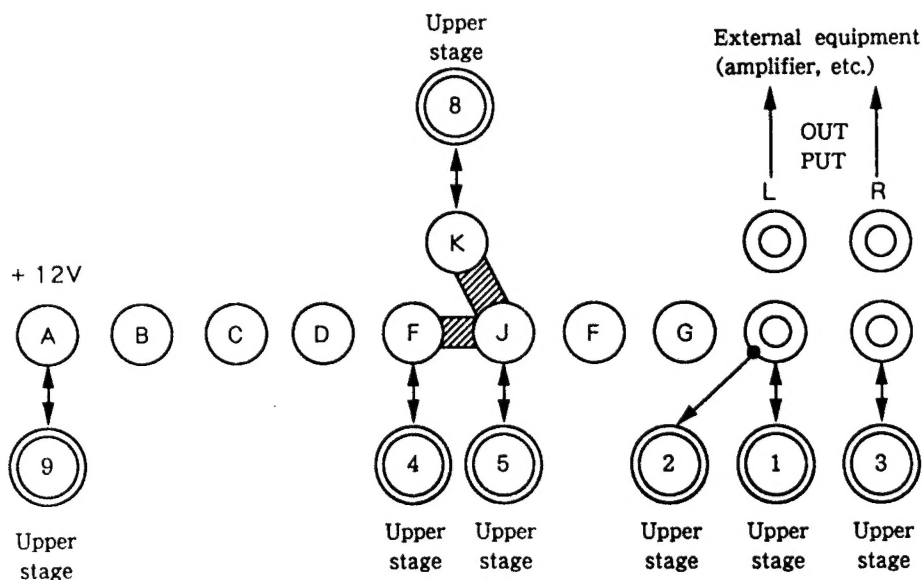 Upper
stage
8
External equipment
(amplifier, etc.)
OUT
PUT
L R
K
+ 12V
A B C D F J F G
9 4 5 2 1 3
Upper Upper Upper Upper Upper Upper
stage stage stage stage stage stage